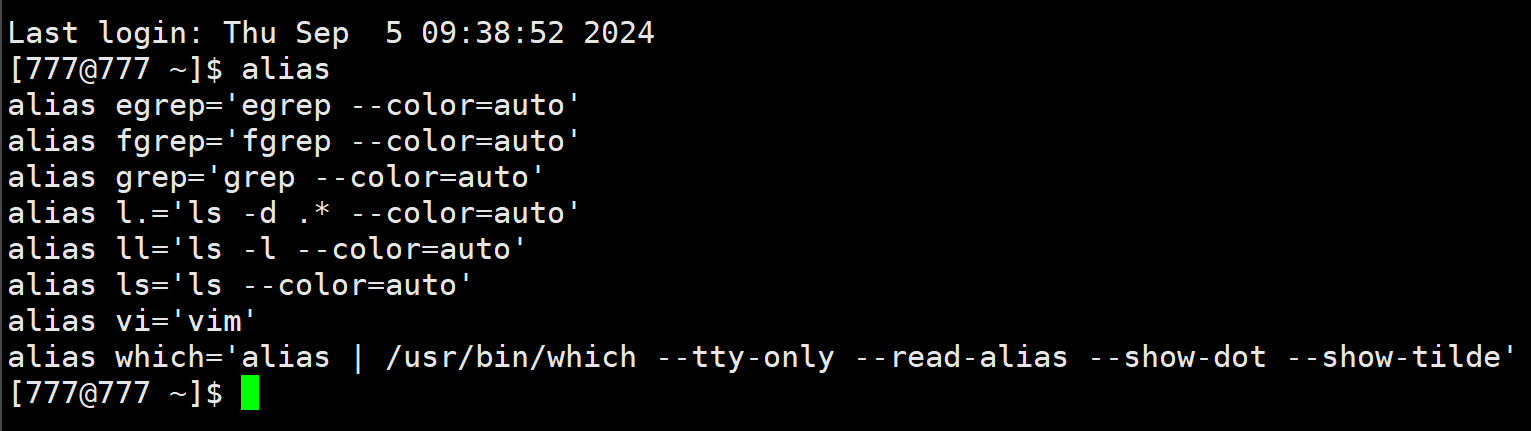 Last login: Thu Sep  5 09:38:52 2024
[777@777 ~]$ alias
alias egrep='egrep --color=auto'
alias fgrep='fgrep --color=auto'
alias grep='grep --color=auto'
alias l.='ls -d .* --color=auto'
alias ll='ls -l --color=auto'
alias ls='ls --color=auto'
alias vi='vim'
alias which='alias | /usr/bin/which --tty-only --read-alias --show-dot --show-tilde'
[777@777 ~]$